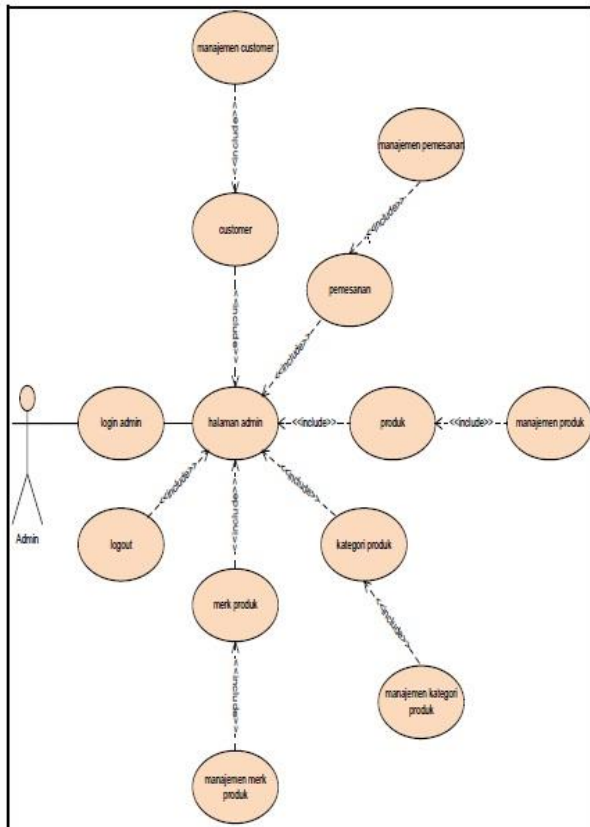 manajemen customer
<<include>>
manajemen pemesanan
<<include>>
customer
pemesanan
<<include>>
<<include>>
login admin
halaman admin
<<include>>
produk
<<include>>
manajemen produk
Admin
<<include>>
logout
<<include>>
<<include>>
kategori produk
merk produk
<<include>>
<<include>>
manajemen kategori
produk
manajemen merk
produk